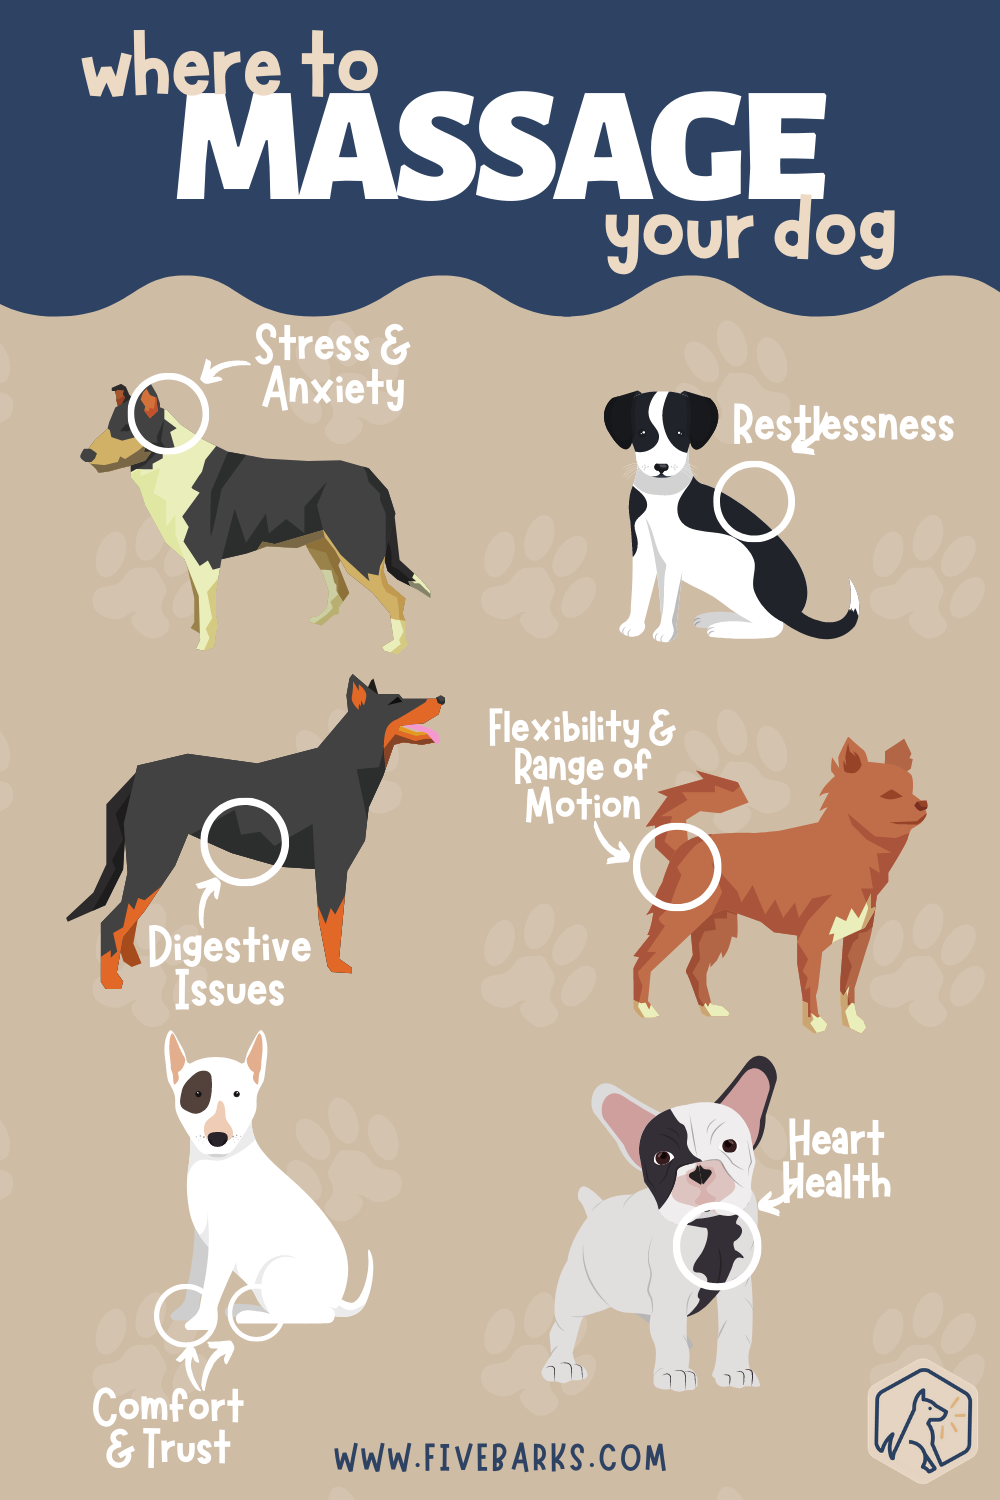 where to
MASSAGE
your dog
Stress &
Anxiety
Restlessness
Flexibility &
Range of
Motion
Digestive
Issues
Heart
Health
Comfort
& Trust
WWW.FIVEBARKS.COM